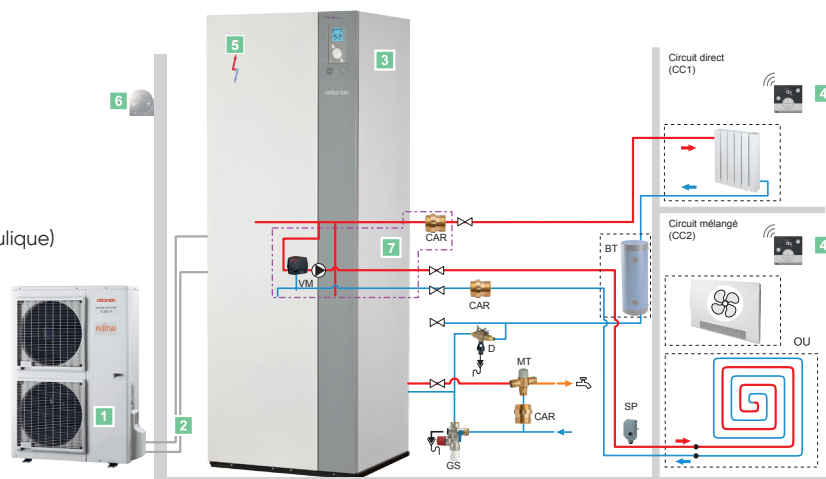 Circuit direct
(CC1)
4
5
3
atlantic
6
ulique)
CAR
7
BT
Circuit mélangé
(CC2)
4
VM
CAR
D
MT
OU
atlantic
FUJITSU
1
2
CAR
SP
GS